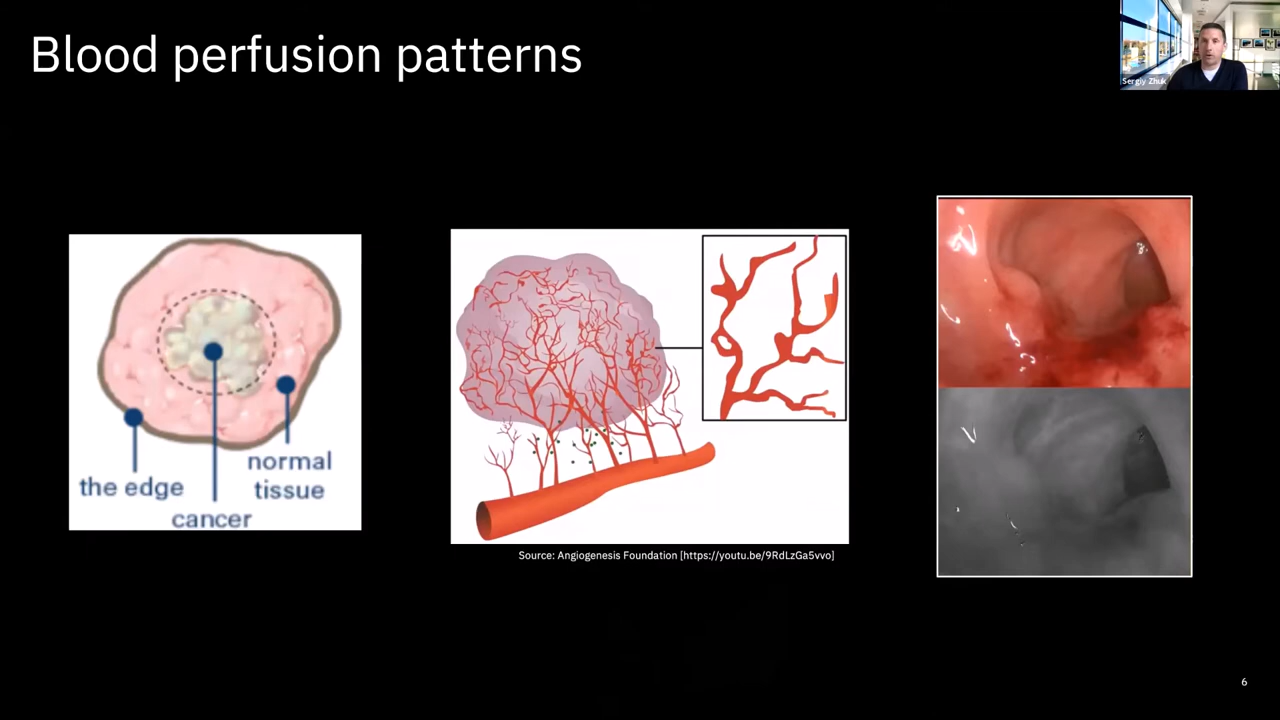 Blood perfusion patterns
Sergiy Zhuk
the edge
cancer
normal
tissue
Source: Angiogenesis Foundation [https://youtu.be/9RdLzGa5vvo]
6